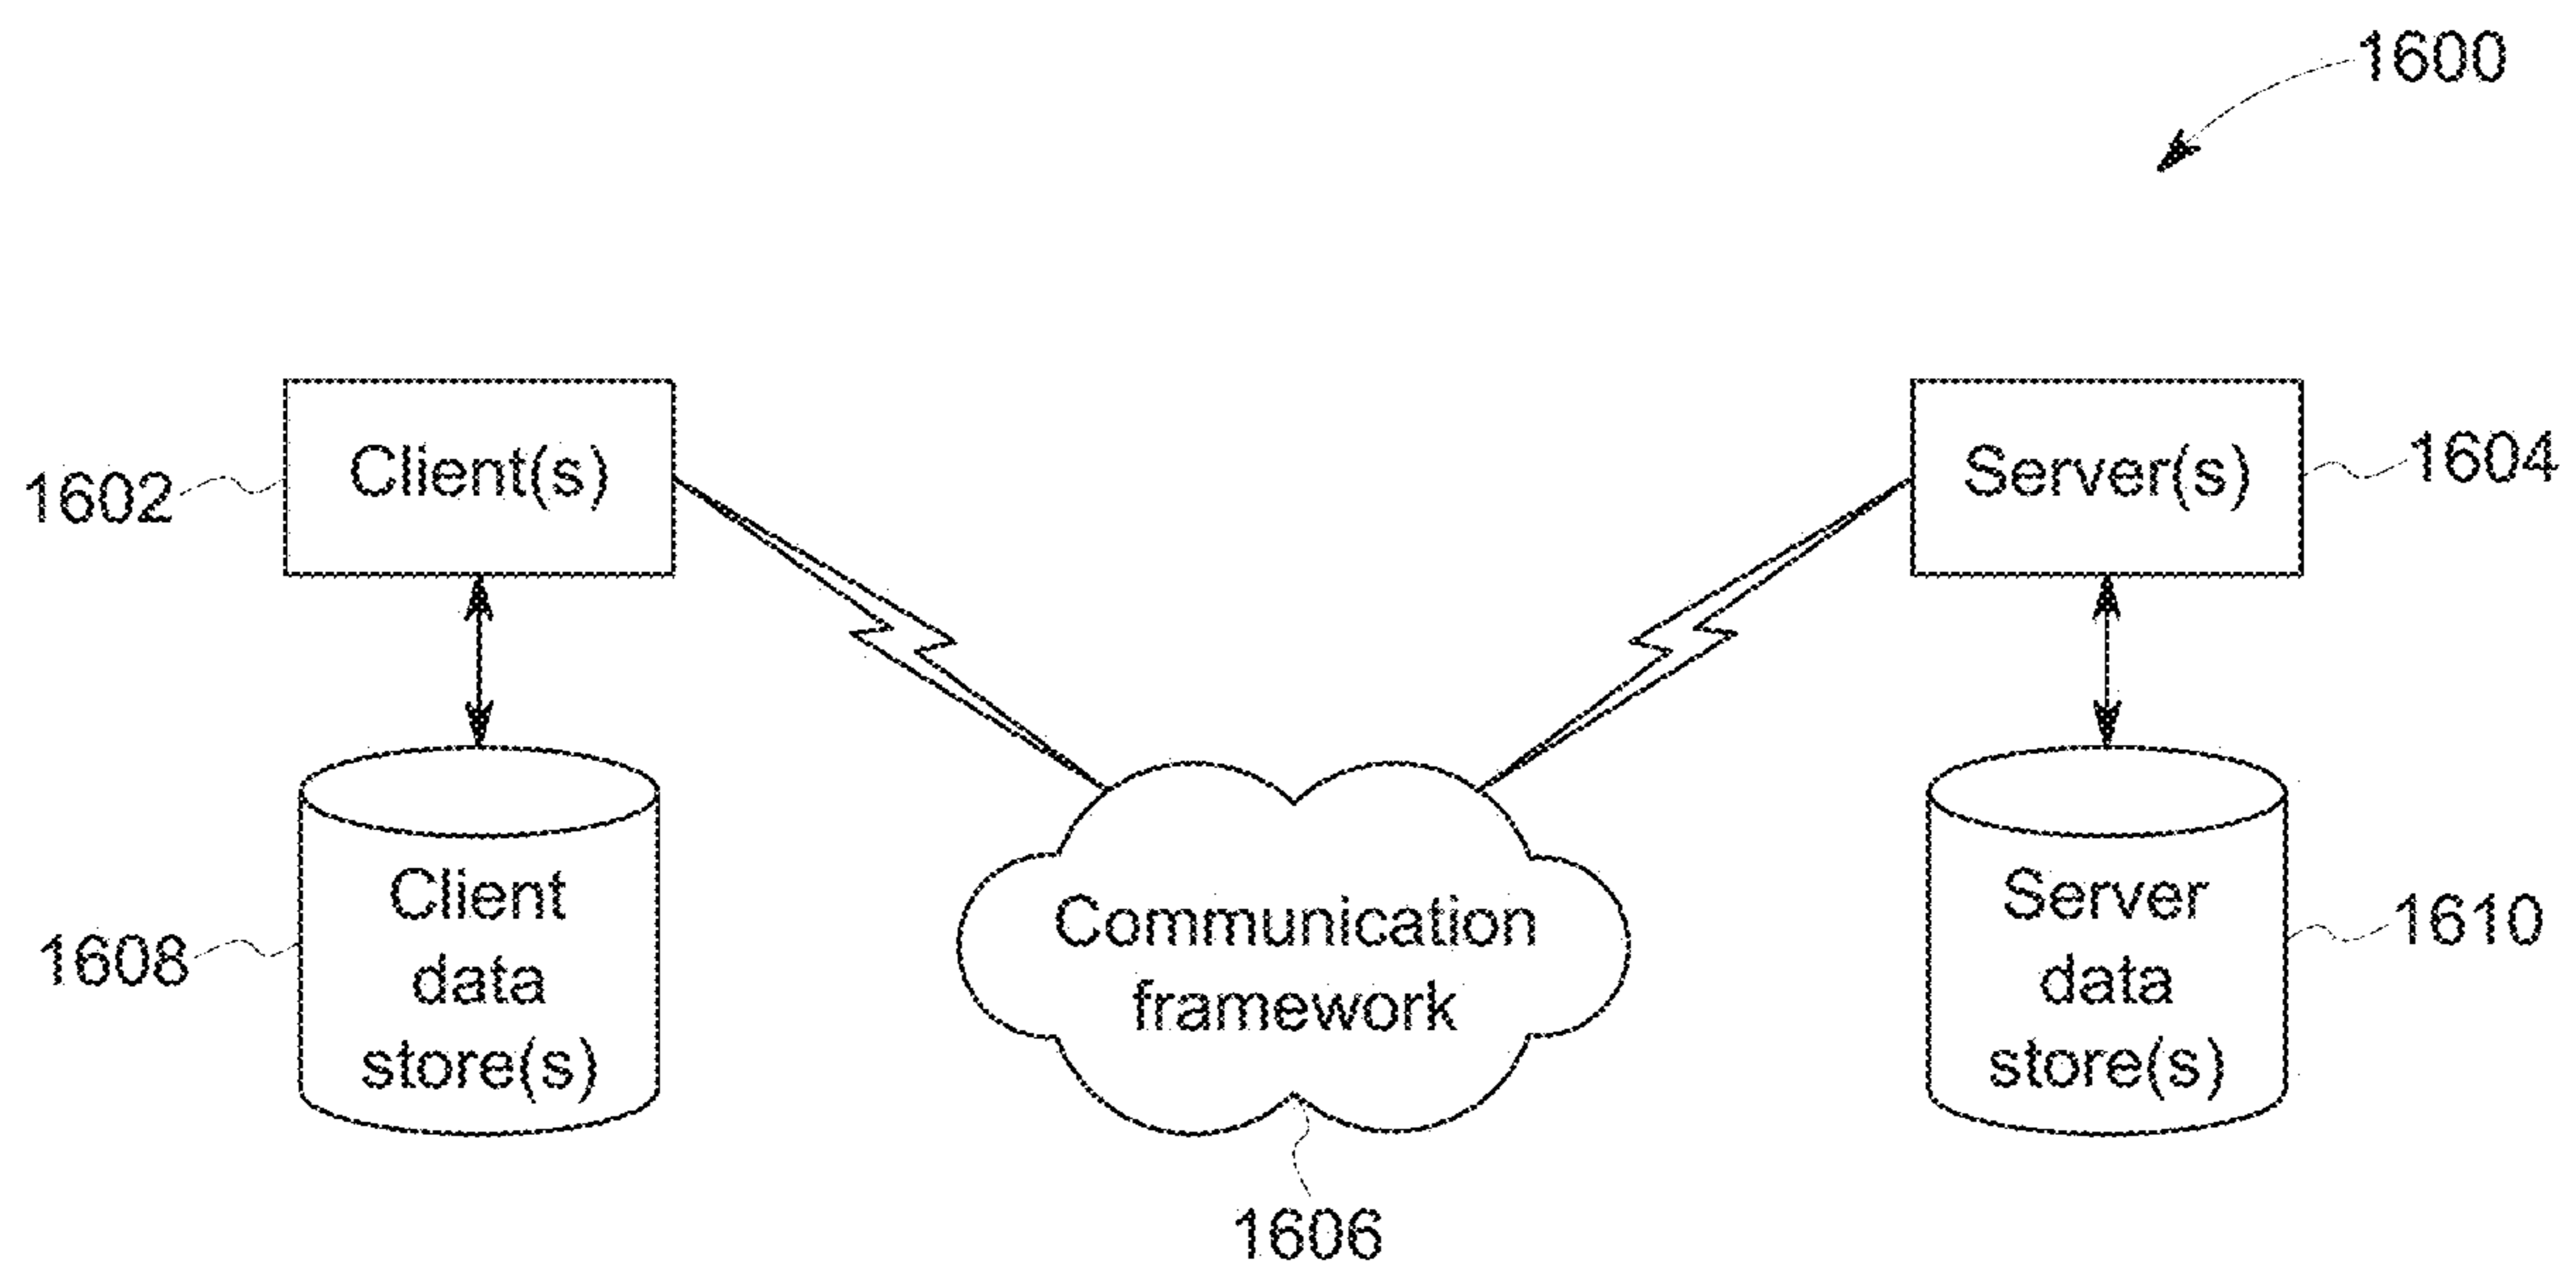 1600
Client(s)
1602
Server(s)
1604
Client
data
store(s)
1608
Communication
framework
1606
Server
data
store(s)
1610